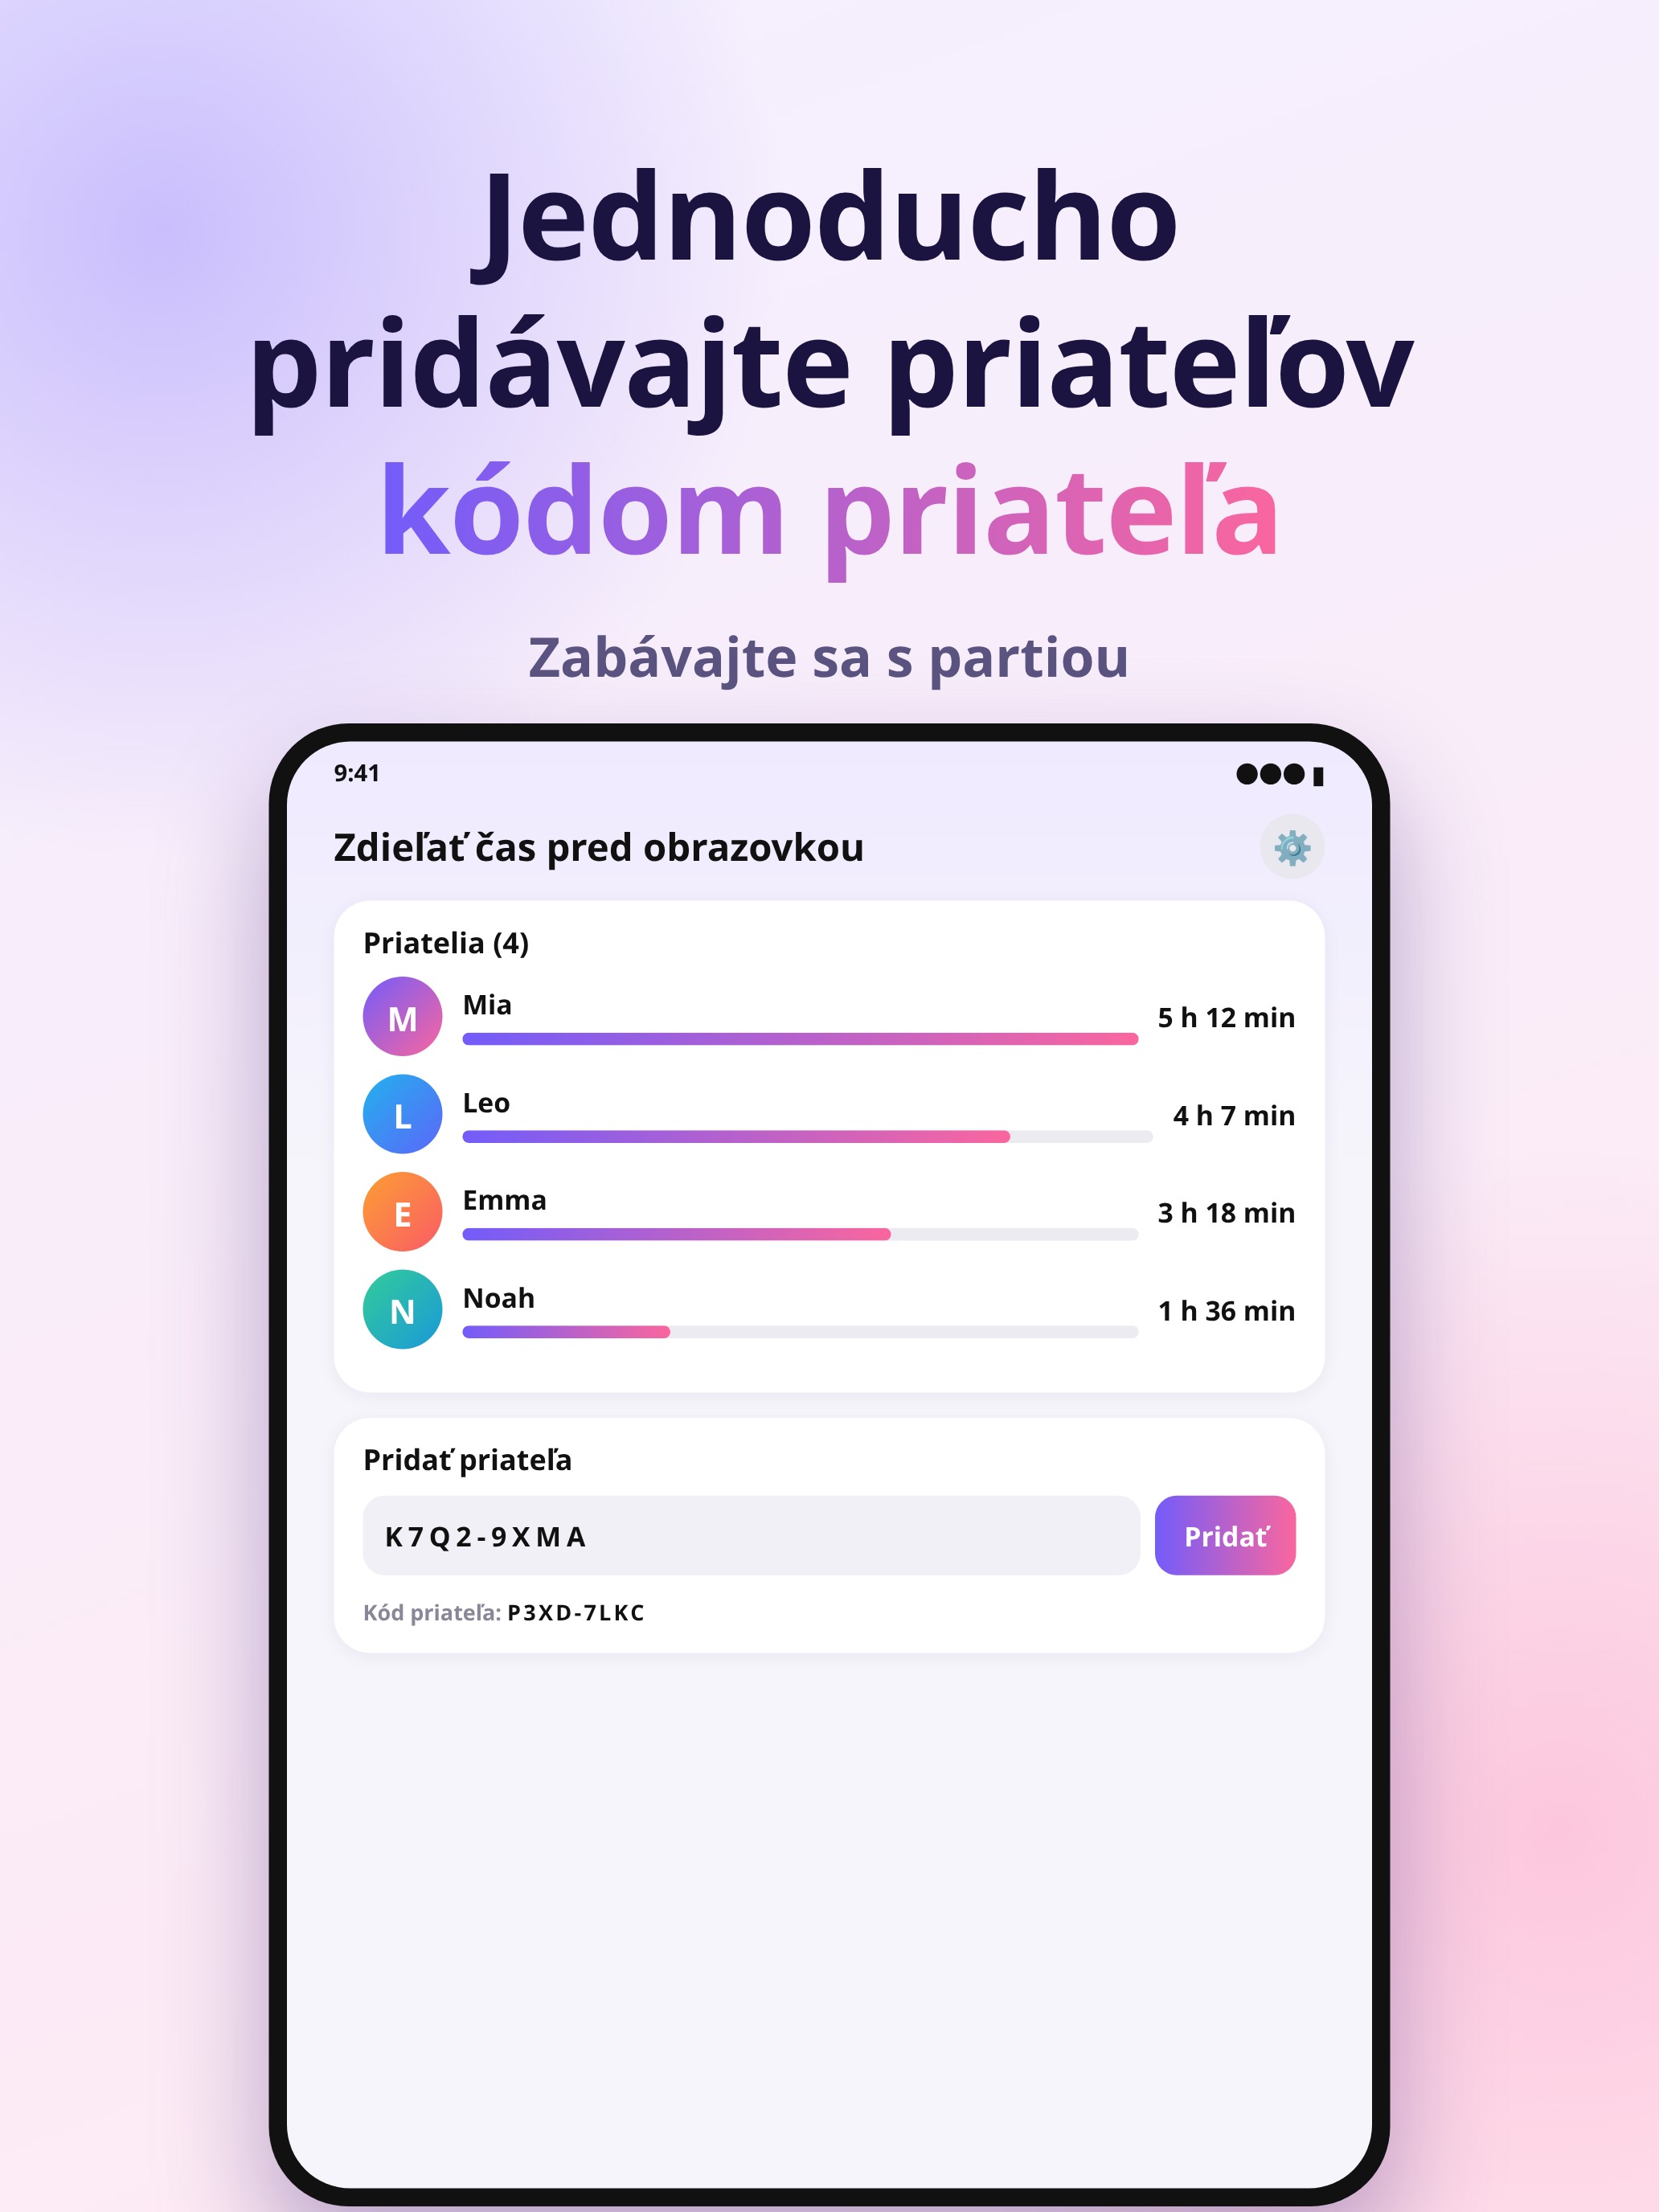 Jednoducho
pridávajte priateľov
kódom priateľa
Zabávajte sa s partiou
9:41
Zdieľať čas pred obrazovkou
Priatelia (4)
M
Mia
5 h 12 min
L
Leo
4 h 7 min
E
Emma
3 h 18 min
N
Noah
1 h 36 min
Pridať priateľa
K7Q2-9XMA
Pridať
Kód priateľa: P3XD-7LKC